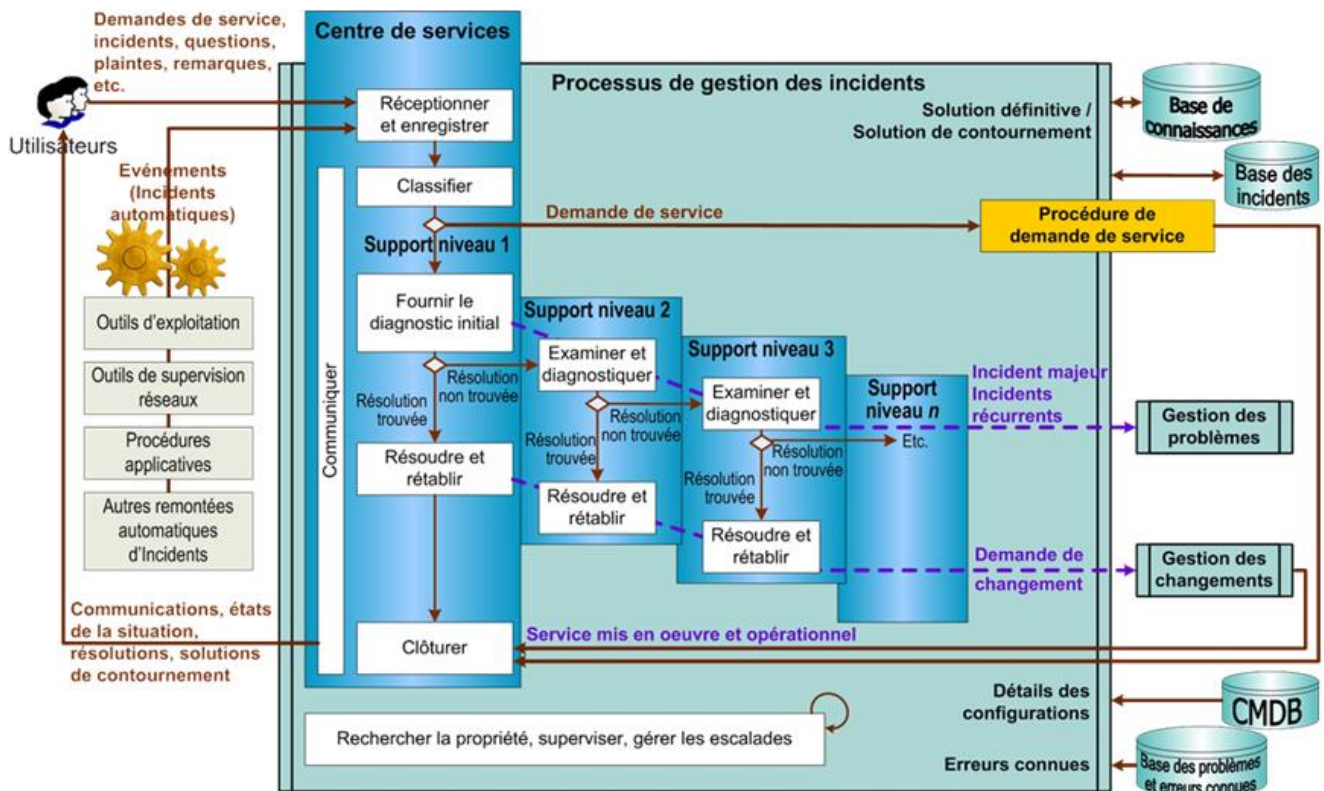 Demandes de service,
incidents, questions,
plaintes, remarques,
etc.
Utilisateurs
Centre de services
Processus de gestion des incidents
Réceptionner
et enregistrer
Solution définitive /
Solution de contournement
Base de
connaissances
Base des
incidents
Evénements
(Incidents
automatiques)
Classifier
Demande de service
Procédure de
demande de service
Support niveau 1
Fournir le
diagnostic initial
Outils d'exploitation
Outils de supervision
réseaux
Procédures
applicatives
Autres remontées
automatiques
d'Incidents
Communiquer
Résolution
non trouvée
Résolution
trouvée
Résoudre et
rétablir
Support niveau 2
Examiner et
diagnostiquer
Résolution
non trouvée
Résolution
trouvée
Résoudre et
rétablir
Support niveau 3
Examiner et
diagnostiquer
Résolution
non trouvée
Résolution
trouvée
Résoudre et
rétablir
Support
niveau n
Etc.
Incident majeur
Incidents
récurrents
Gestion des
problèmes
Demande de
changement
Gestion des
changements
Communications, états
de la situation,
résolutions, solutions
de contournement
Service mis en oeuvre et opérationnel
Clôturer
Rechercher la propriété, superviser, gérer les escalades
Détails des
configurations
CMDB
Erreurs connues
Base des problèmes
et erreurs connues